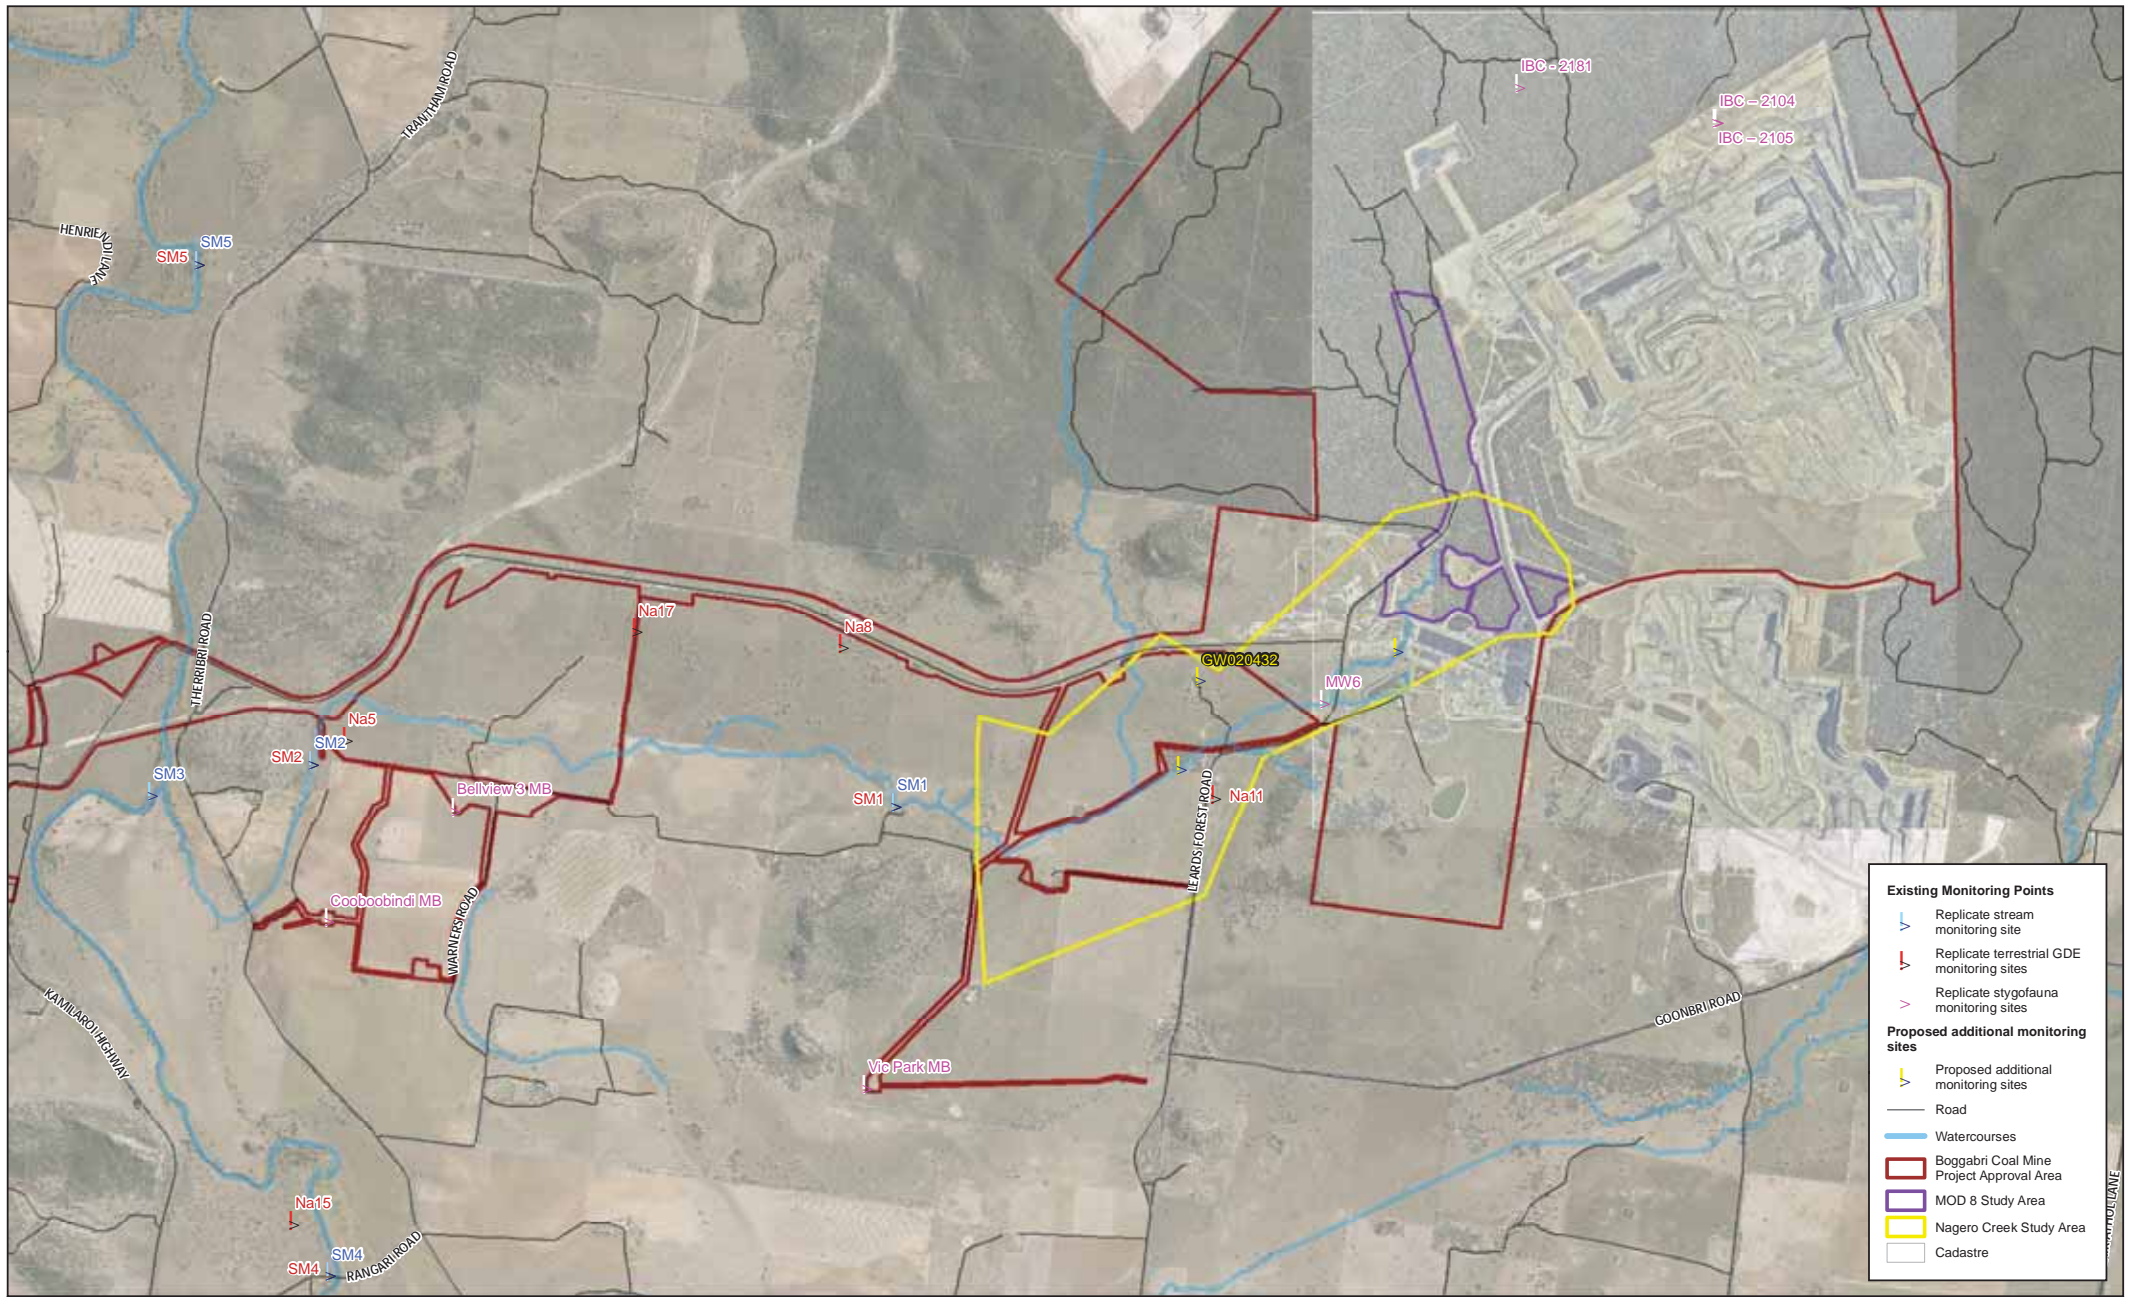 TRANTHAM ROAD
IBC - 2181
IBC – 2104
IBC – 2105
HENRIENDI LANE
SM5
SM5
THERRIBRI ROAD
Na17
Na8
GW020432
MW6
Na5
SM2
SM2
SM3
Bellview 3 MB
SM1
SM1
Na11
LEARDS FOREST ROAD
Cooboobindi MB
WARNERS ROAD
KAMILAROI HIGHWAY
GOONBRI ROAD
Vic Park MB
Na15
SM4
SM4
RANGARI ROAD
LANE
Existing Monitoring Points
Replicate stream
monitoring site
Replicate terrestrial GDE
monitoring sites
Replicate stygofauna
monitoring sites
Proposed additional monitoring
sites
Proposed additional
monitoring sites
Road
Watercourses
Boggabri Coal Mine
Project Approval Area
MOD 8 Study Area
Nagero Creek Study Area
Cadastre